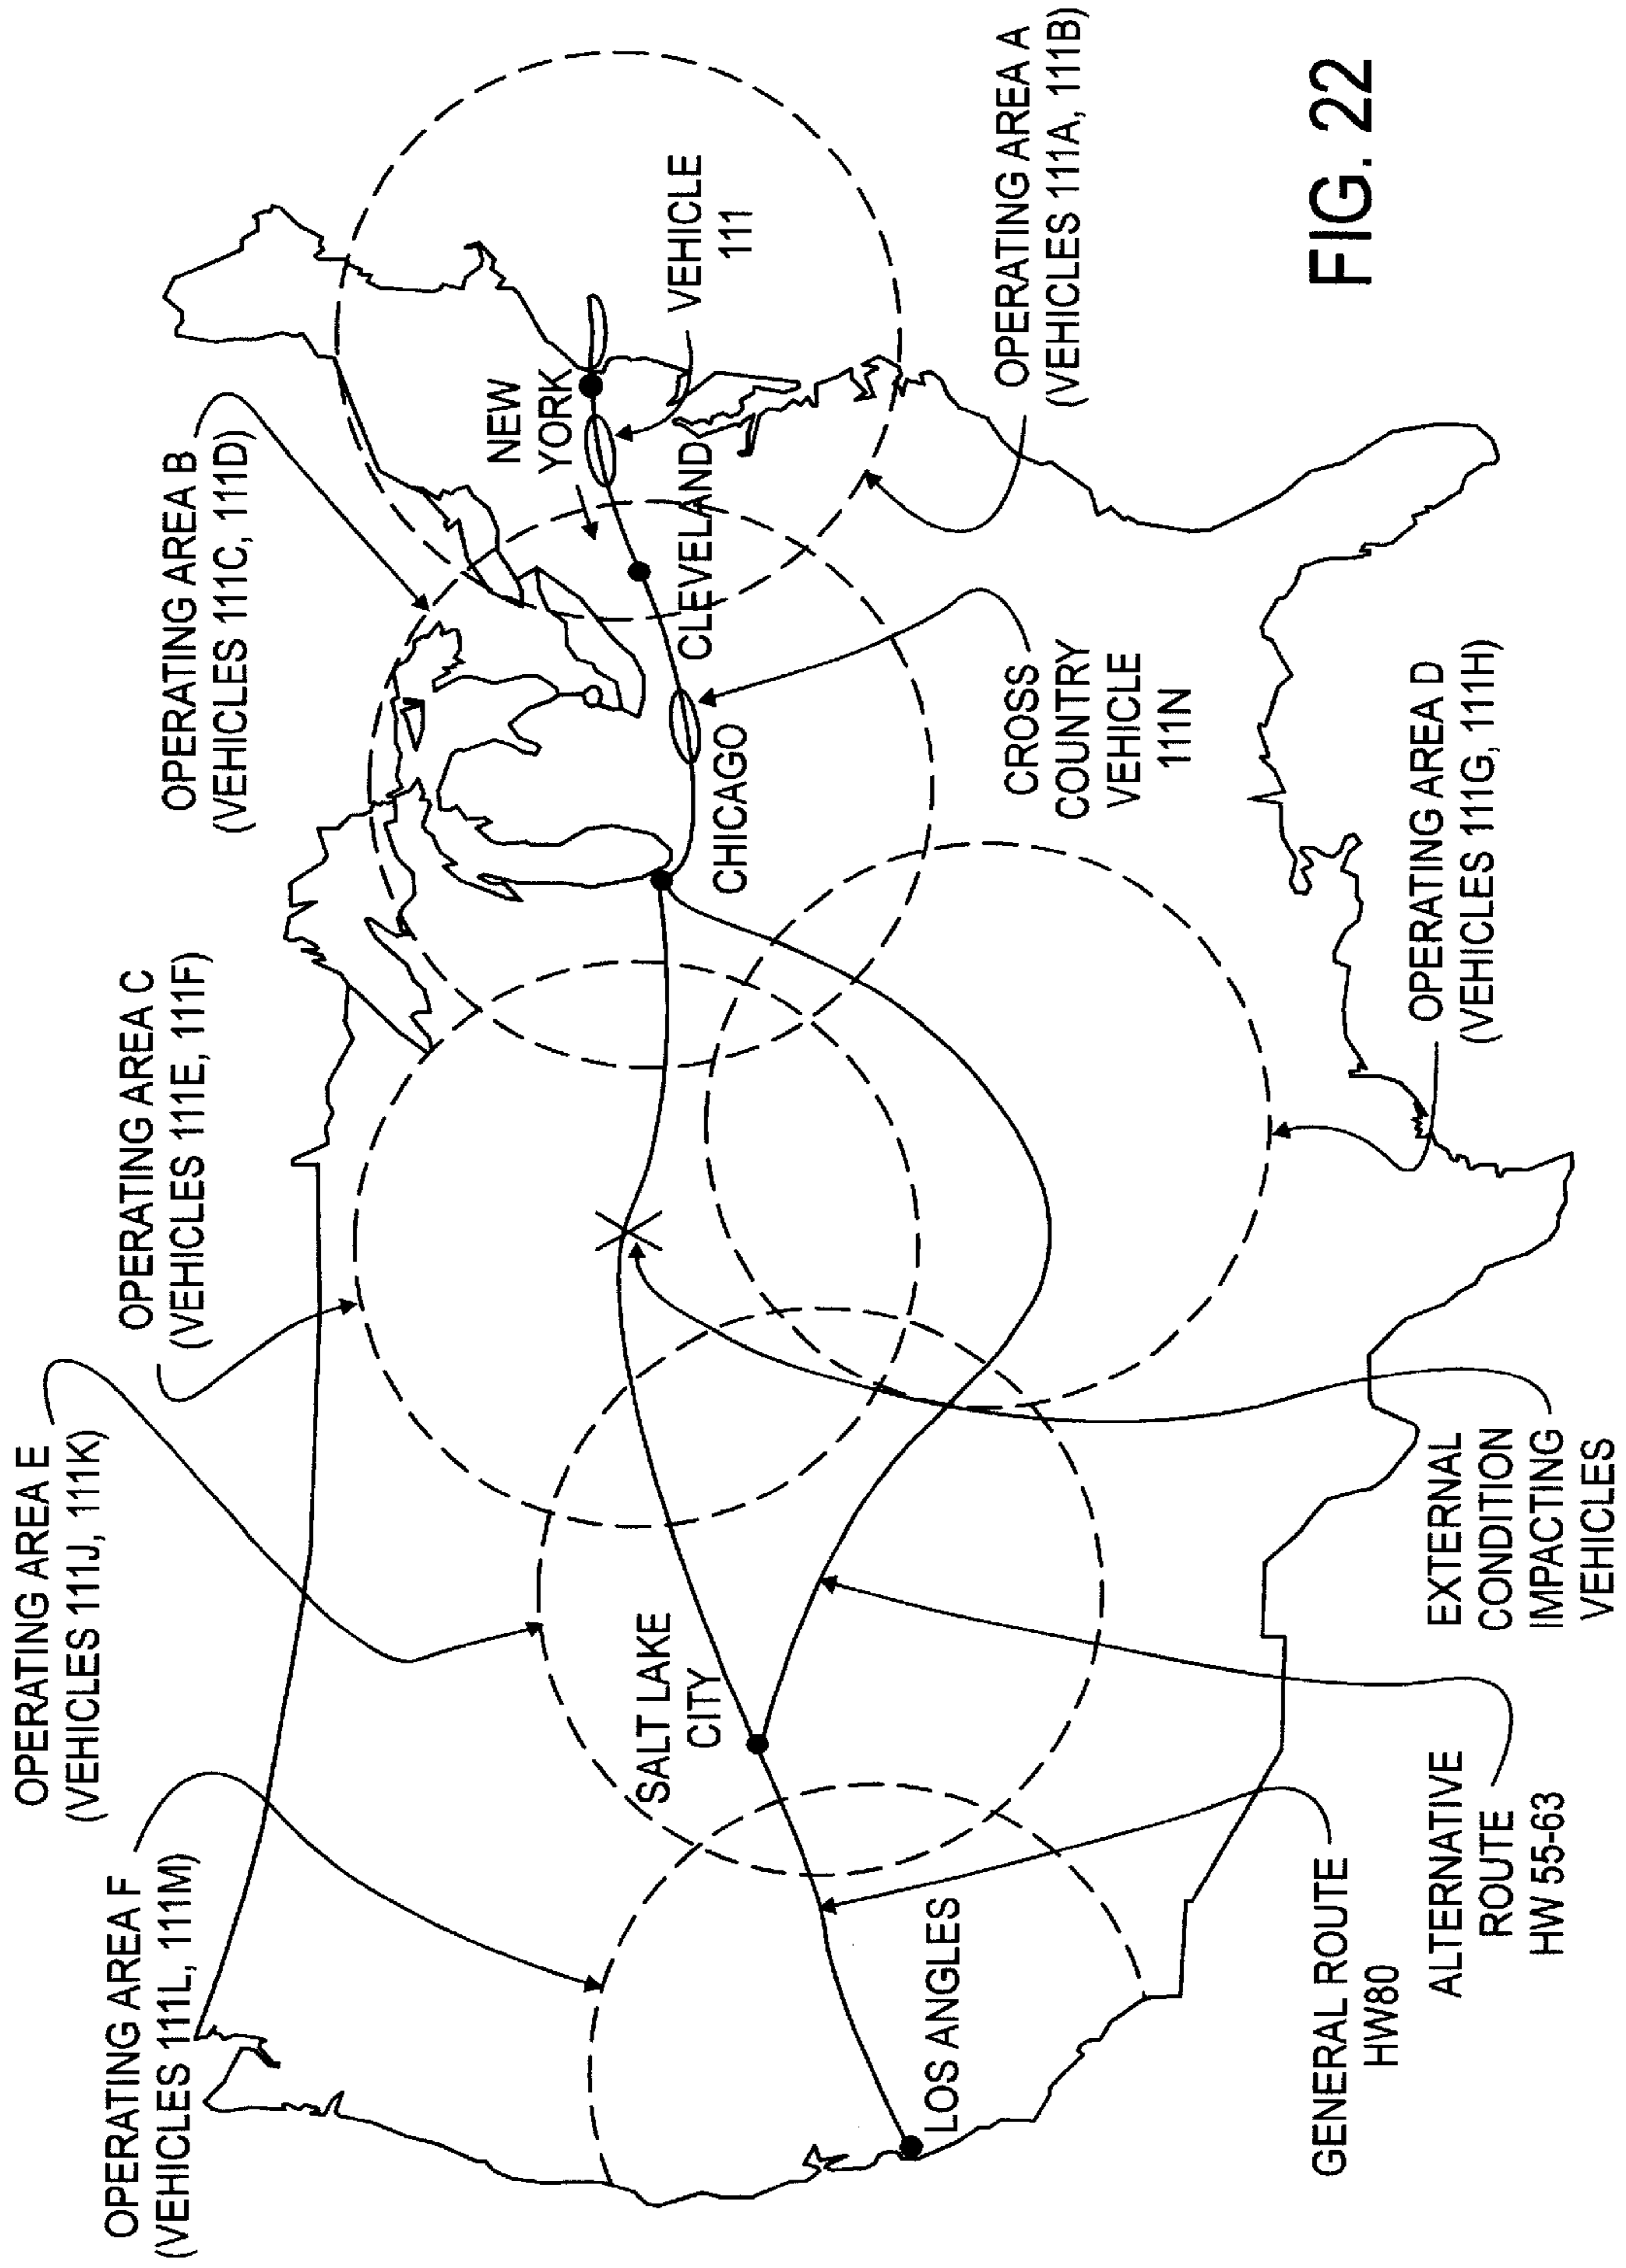 OPERATING AREA F
(VEHICLES 111L, 111M)
OPERATING AREA E
(VEHICLES 111J, 111K)
OPERATING AREA C
(VEHICLES 111E, 111F)
OPERATING AREA B
(VEHICLES 111C, 111D)
NEW
YORK
VEHICLE
111
CLEVELAND
CHICAGO
SALT LAKE
CITY
LOS ANGLES
OPERATING AREA A
(VEHICLES 111A, 111B)
CROSS
COUNTRY
VEHICLE
111N
OPERATING AREA D
(VEHICLES 111G, 111H)
EXTERNAL
CONDITION
IMPACTING
VEHICLES
ALTERNATIVE
ROUTE
HW 55-63
GENERAL ROUTE
HW80
FIG. 22